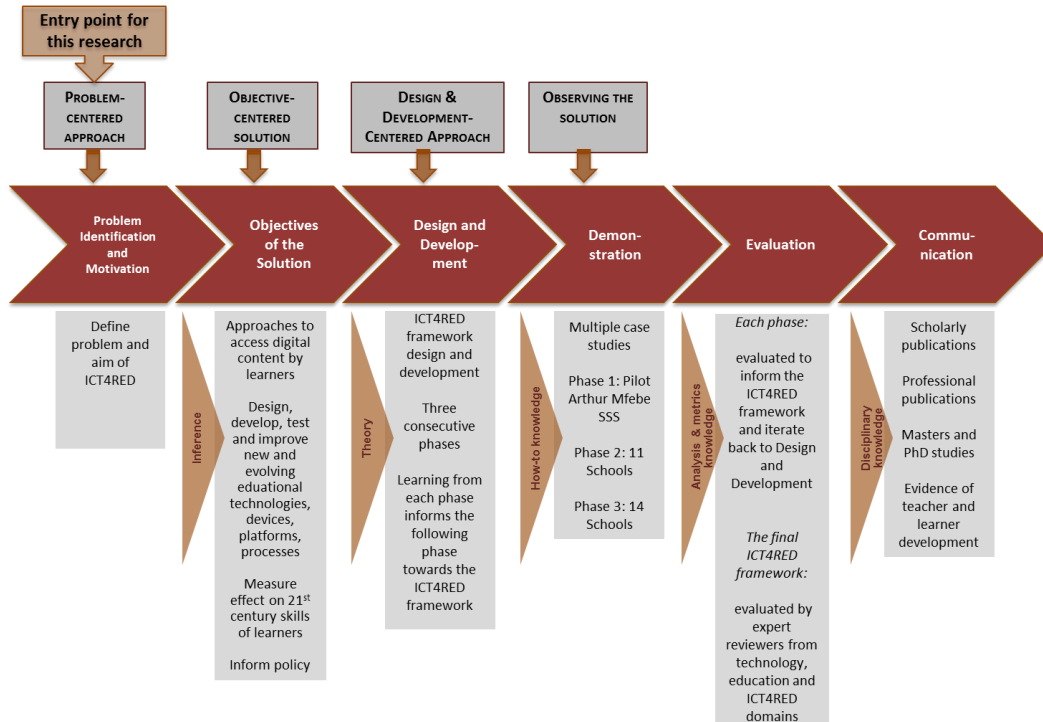 Entry point for
this research
PROBLEM-
CENTERED
APPROACH
OBJECTIVE-
CENTERED
SOLUTION
DESIGN &
DEVELOPMENT-
CENTERED APPROACH
OBSERVING THE
SOLUTION
Problem
Identification
and
Motivation
Objectives
of the
Solution
Design and
Develop-
ment
Demon-
stration
Evaluation
Commu-
nication
Define
problem and
aim of
ICT4RED
Inference
Approaches to
access digital
content by
learners
Design,
develop, test
and improve
new and
evolving
eduational
technologies,
devices,
platforms,
processes
Measure
effect on 21st
century skills
of learners
Inform policy
Theory
ICT4RED
framework
design and
development
Three
consecutive
phases
Learning from
each phase
informs the
following
phase
towards the
ICT4RED
framework
How-to knowledge
Multiple case
studies
Phase 1: Pilot
Arthur Mfebe
SSS
Phase 2: 11
Schools
Phase 3: 14
Schools
Analysis & metrics
knowledge
Each phase:
evaluated to
inform the
ICT4RED
framework
and iterate
back to Design
and
Development
The final
ICT4RED
framework:
evaluated by
expert
reviewers from
technology,
education and
ICT4RED
domains
Disciplinary
knowledge
Scholarly
publications
Professional
publications
Masters and
PhD studies
Evidence of
teacher and
learner
development